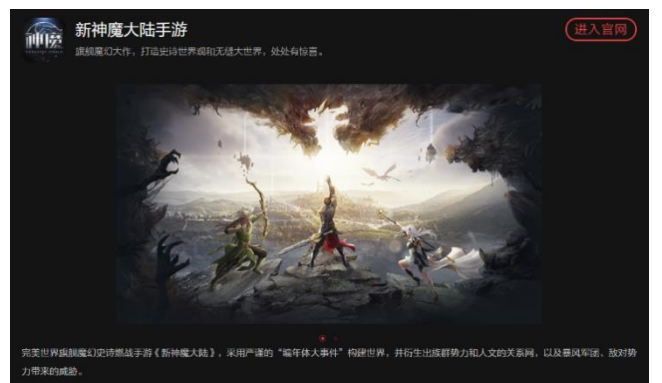 神魔
新神魔大陆手游
进入官网
旗舰魔幻大作，打造史诗世界观和无缝大世界，处处有惊喜。
完美世界旗舰魔幻史诗燃战手游《新神魔大陆》，采用严谨的“编年体大事件”构建世界，并衍生出族群势力和人文的关系网，以及暴风军团、敌对势
力带来的威胁。